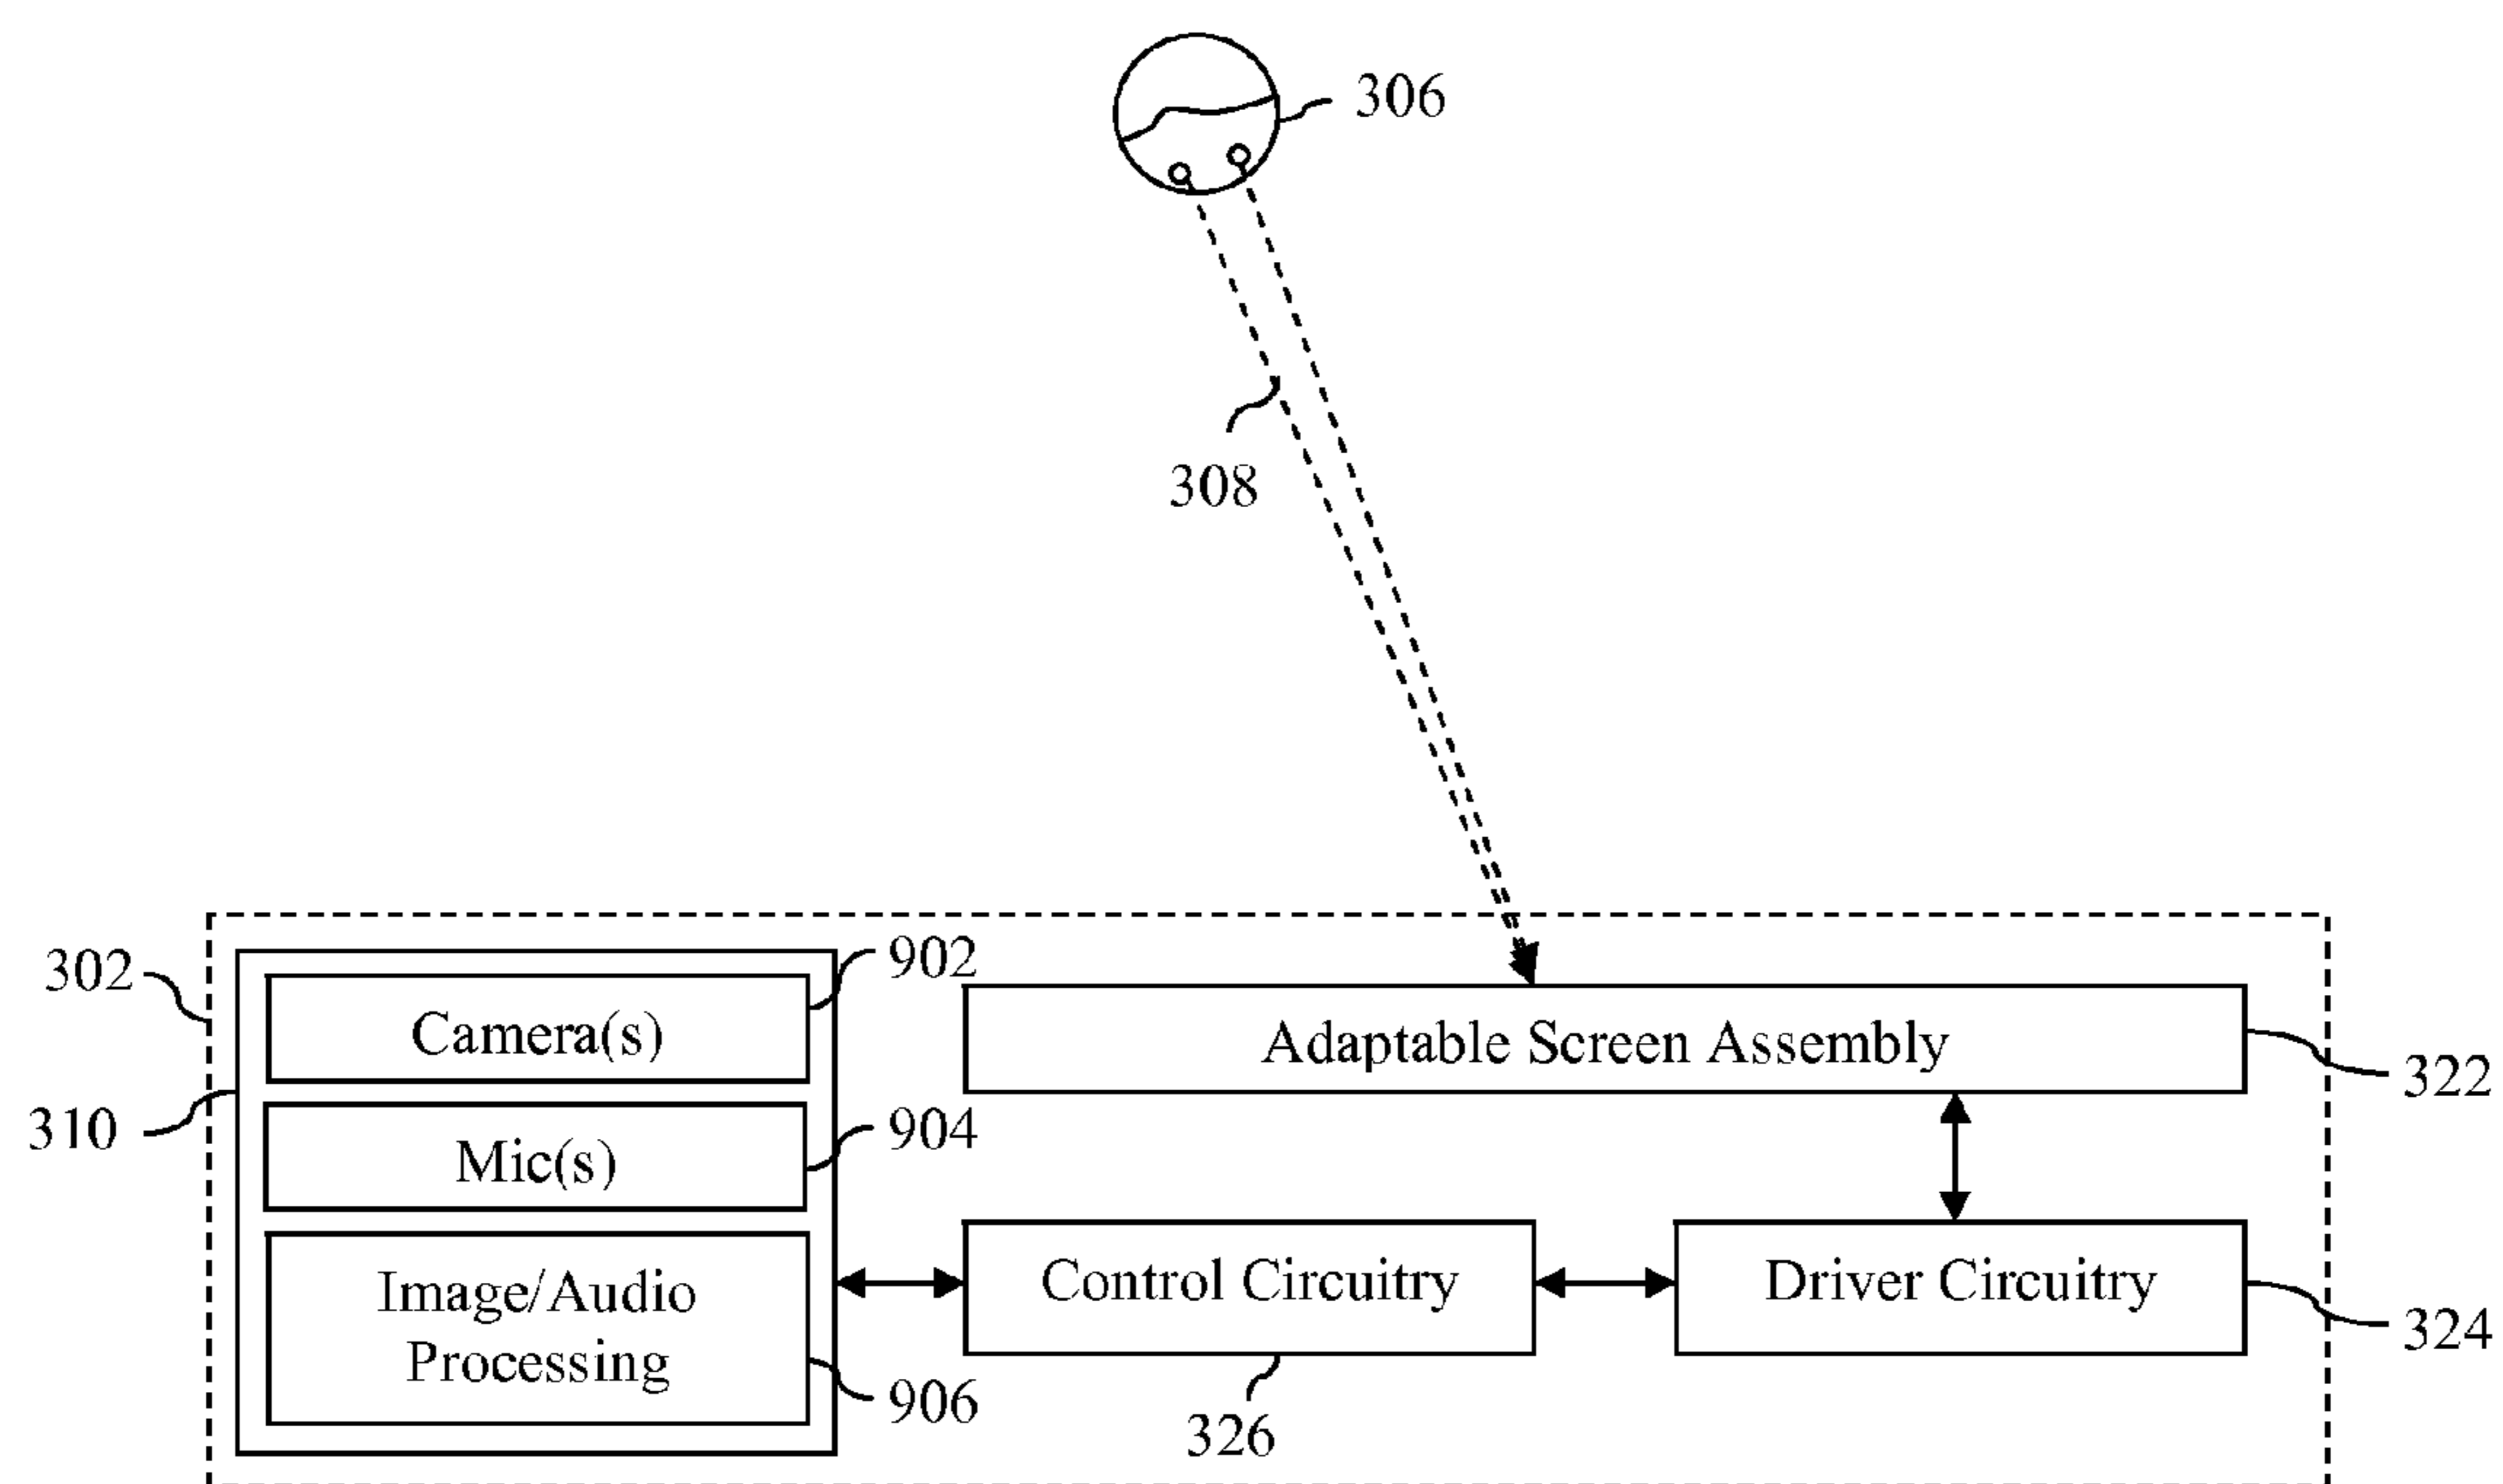 306
308
302
902
Camera(s)
Adaptable Screen Assembly
322
310
904
Mic(s)
Image/Audio
Processing
Control Circuitry
Driver Circuitry
324
906
326